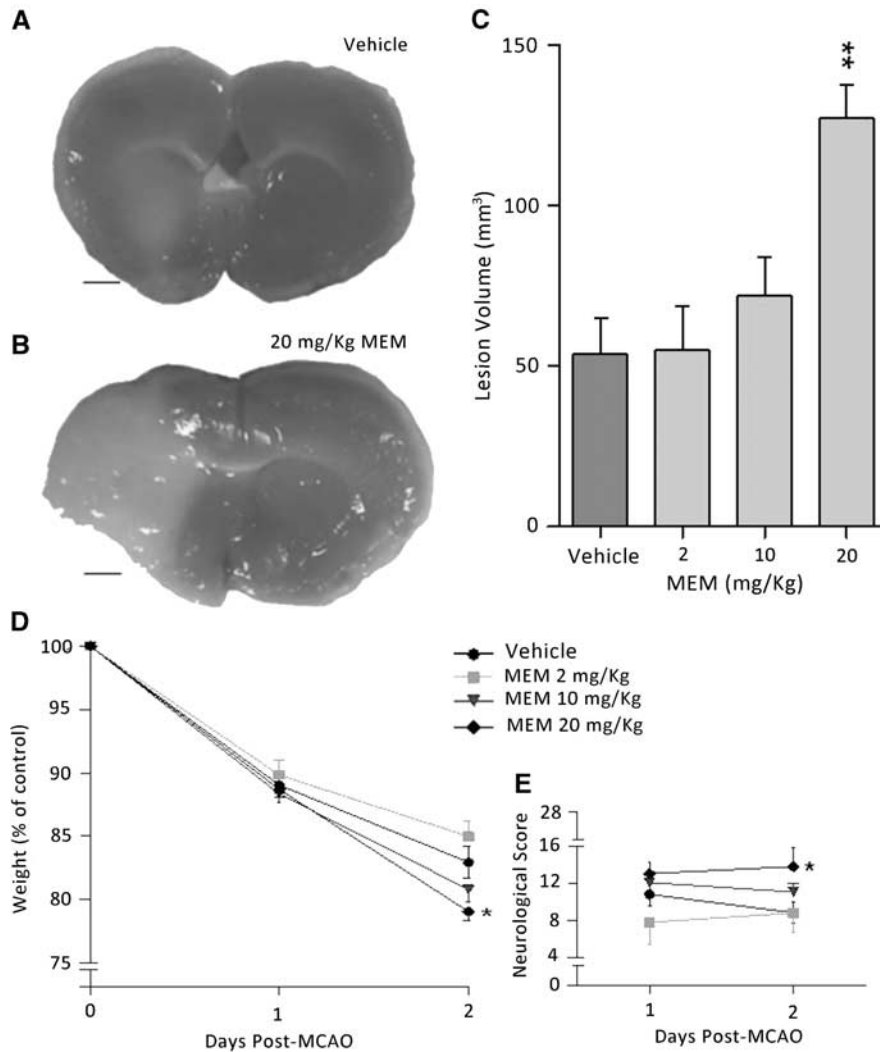 A
Vehicle
B
20 mg/Kg MEM
C
Lesion Volume (mm³)
150
100
50
0
**
Vehicle
2
10
20
MEM (mg/Kg)
D
Weight (% of control)
100
95
90
85
80
75
*
0
1
2
Days Post-MCAO
Vehicle
MEM 2 mg/Kg
MEM 10 mg/Kg
MEM 20 mg/Kg
E
Neurological Score
28
16
12
8
4
0
*
1
2
Days Post-MCAO